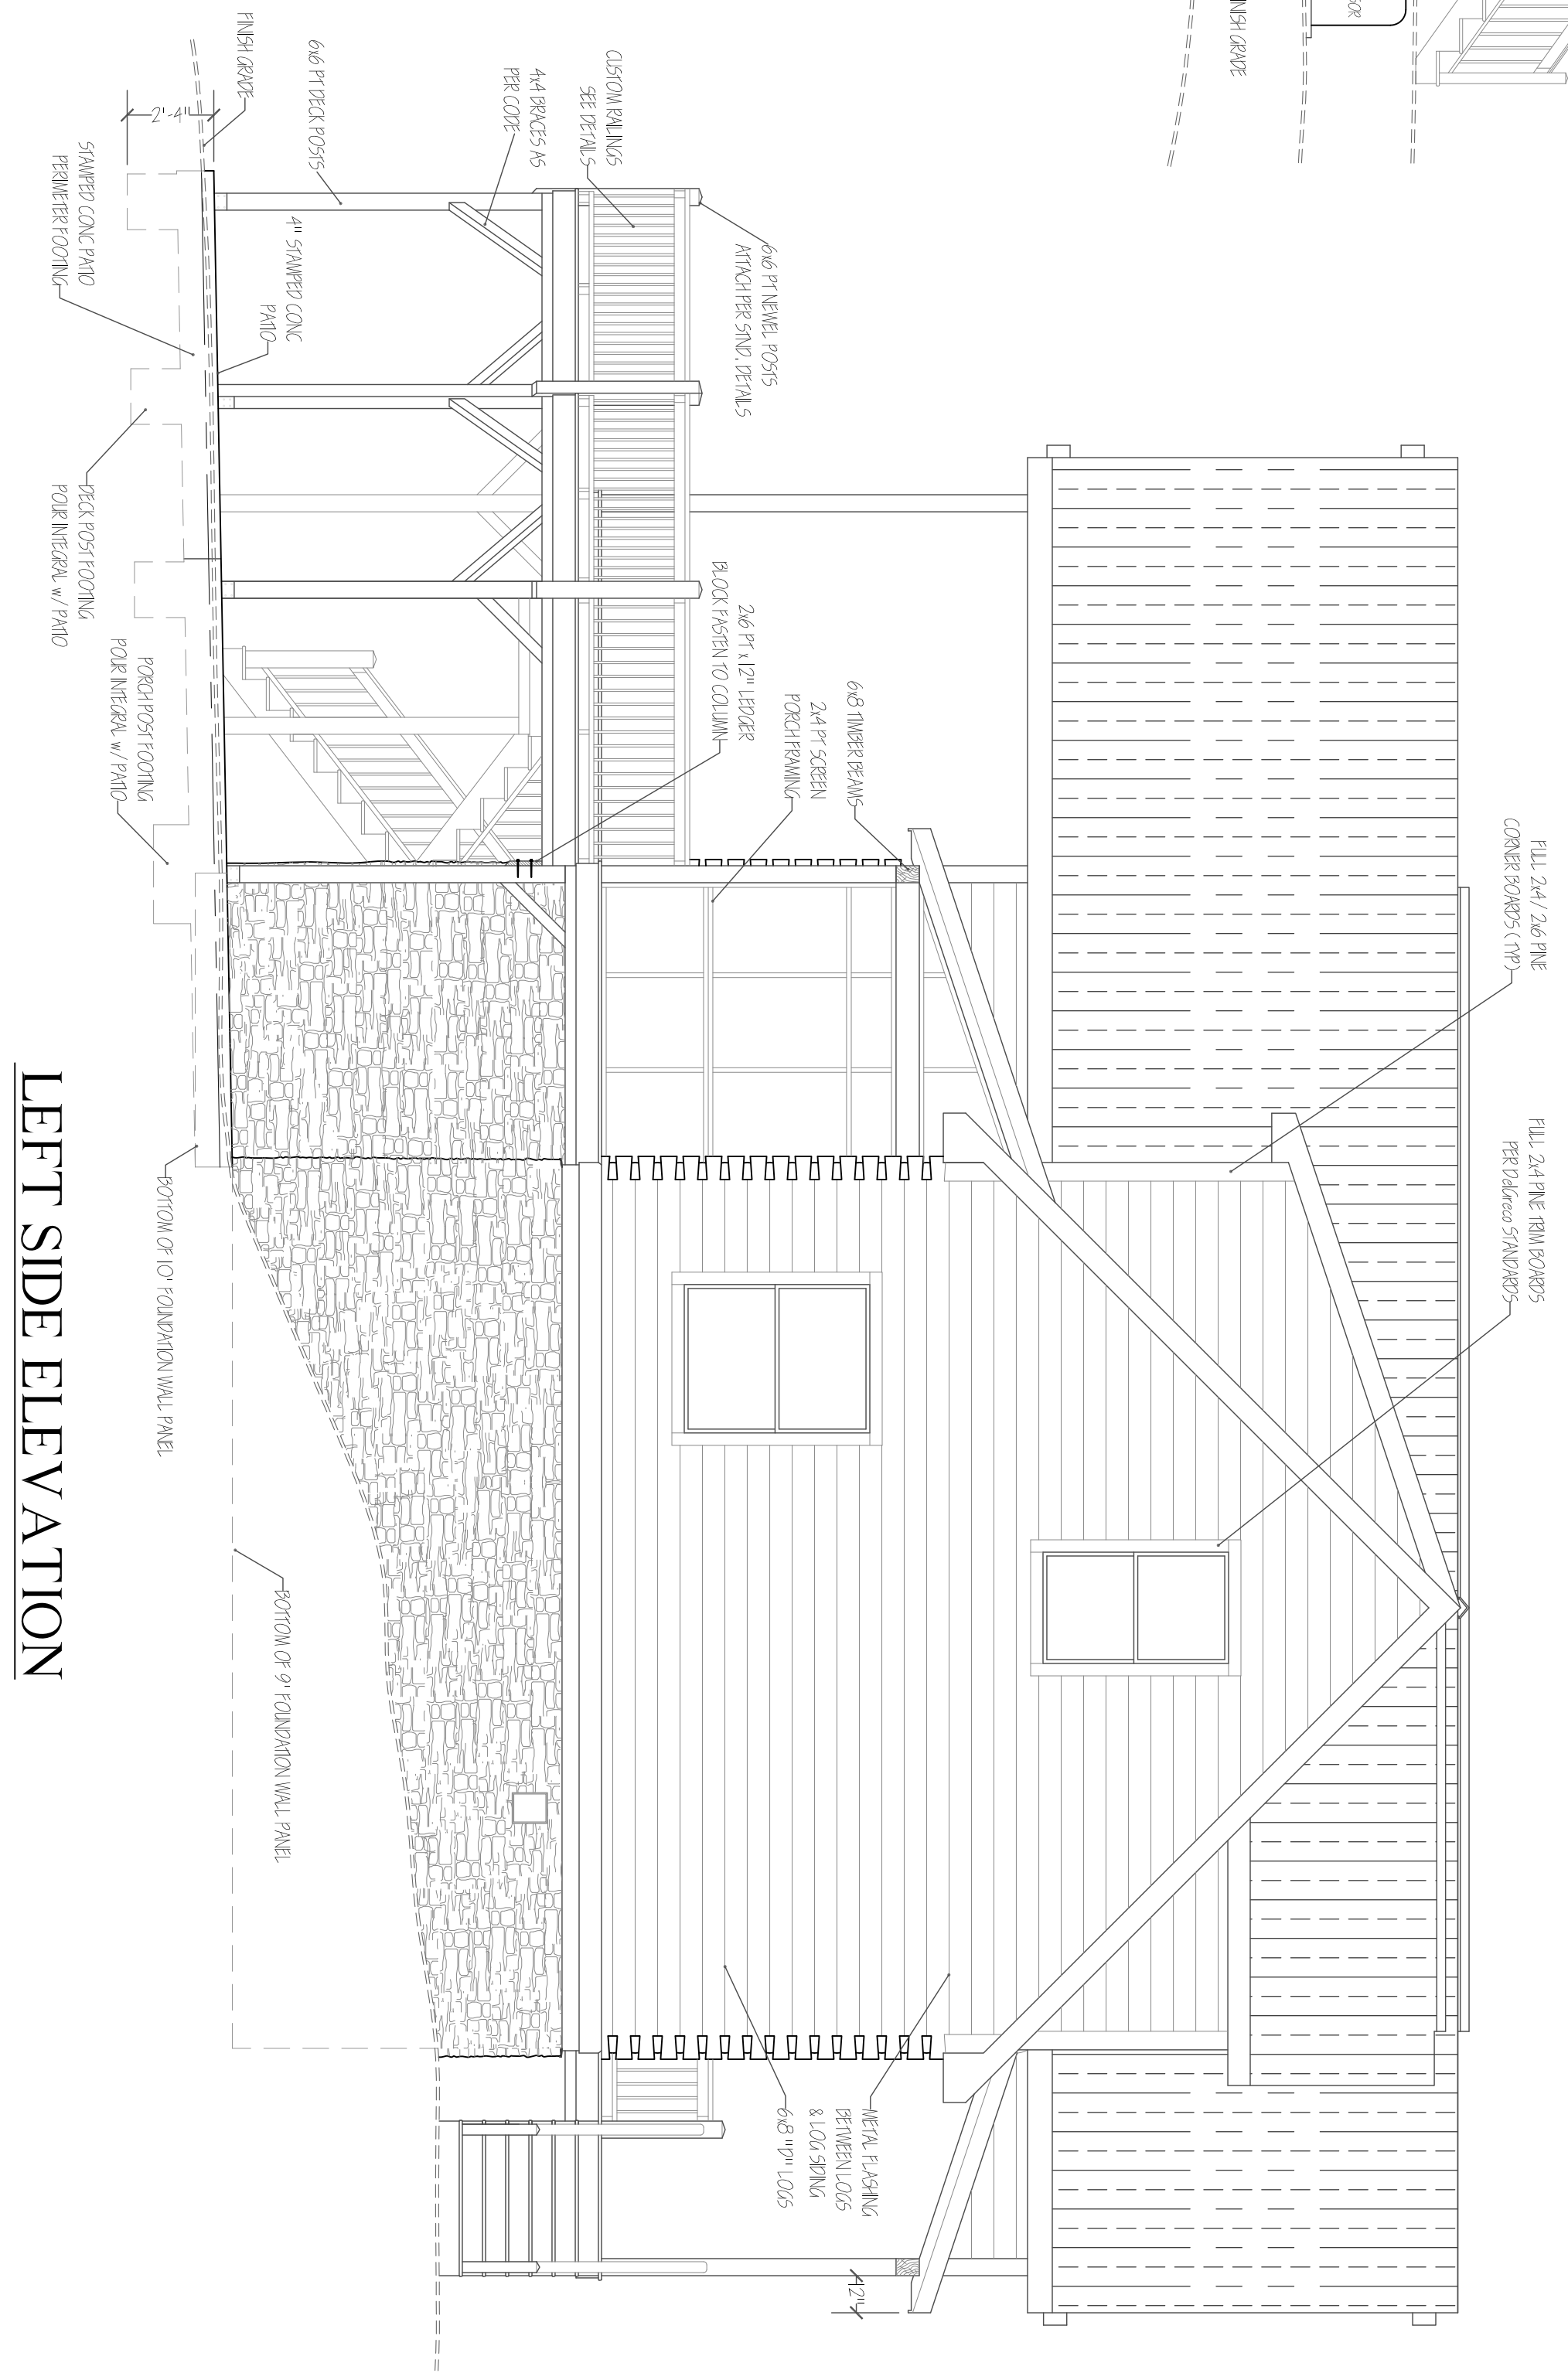 FULL 2x4 / 2x6 PINE
CORNER BOARDS (TYP)
FULL 2x4 PINE TRIM BOARDS
PER DelGreco STANDARDS
6x6 PT NEWEL POSTS
ATTACH PER STND. DETAILS
CUSTOM RAILINGS
SEE DETAILS
4x4 BRACES AS
PER CODE
6x6 PT DECK POSTS
FINISH GRADE
2'-4"
STAMPED CONC PATIO
PERIMETER FOOTING
4" STAMPED CONC
PATIO
DECK POST FOOTING
POUR INTEGRAL w/ PATIO
PORCH POST FOOTING
POUR INTEGRAL w/ PATIO
6x8 TIMBER BEAMS
2x4 PT SCREEN
PORCH FRAMING
2x6 PT x 12" LEDGER
BLOCK FASTEN TO COLUMN
BOTTOM OF 10' FOUNDATION WALL PANEL
BOTTOM OF 9' FOUNDATION WALL PANEL
METAL FLASHING
BETWEEN LOGS
& LOG SIDING
6x8 "D" LOGS
12"
LEFT SIDE ELEVATION